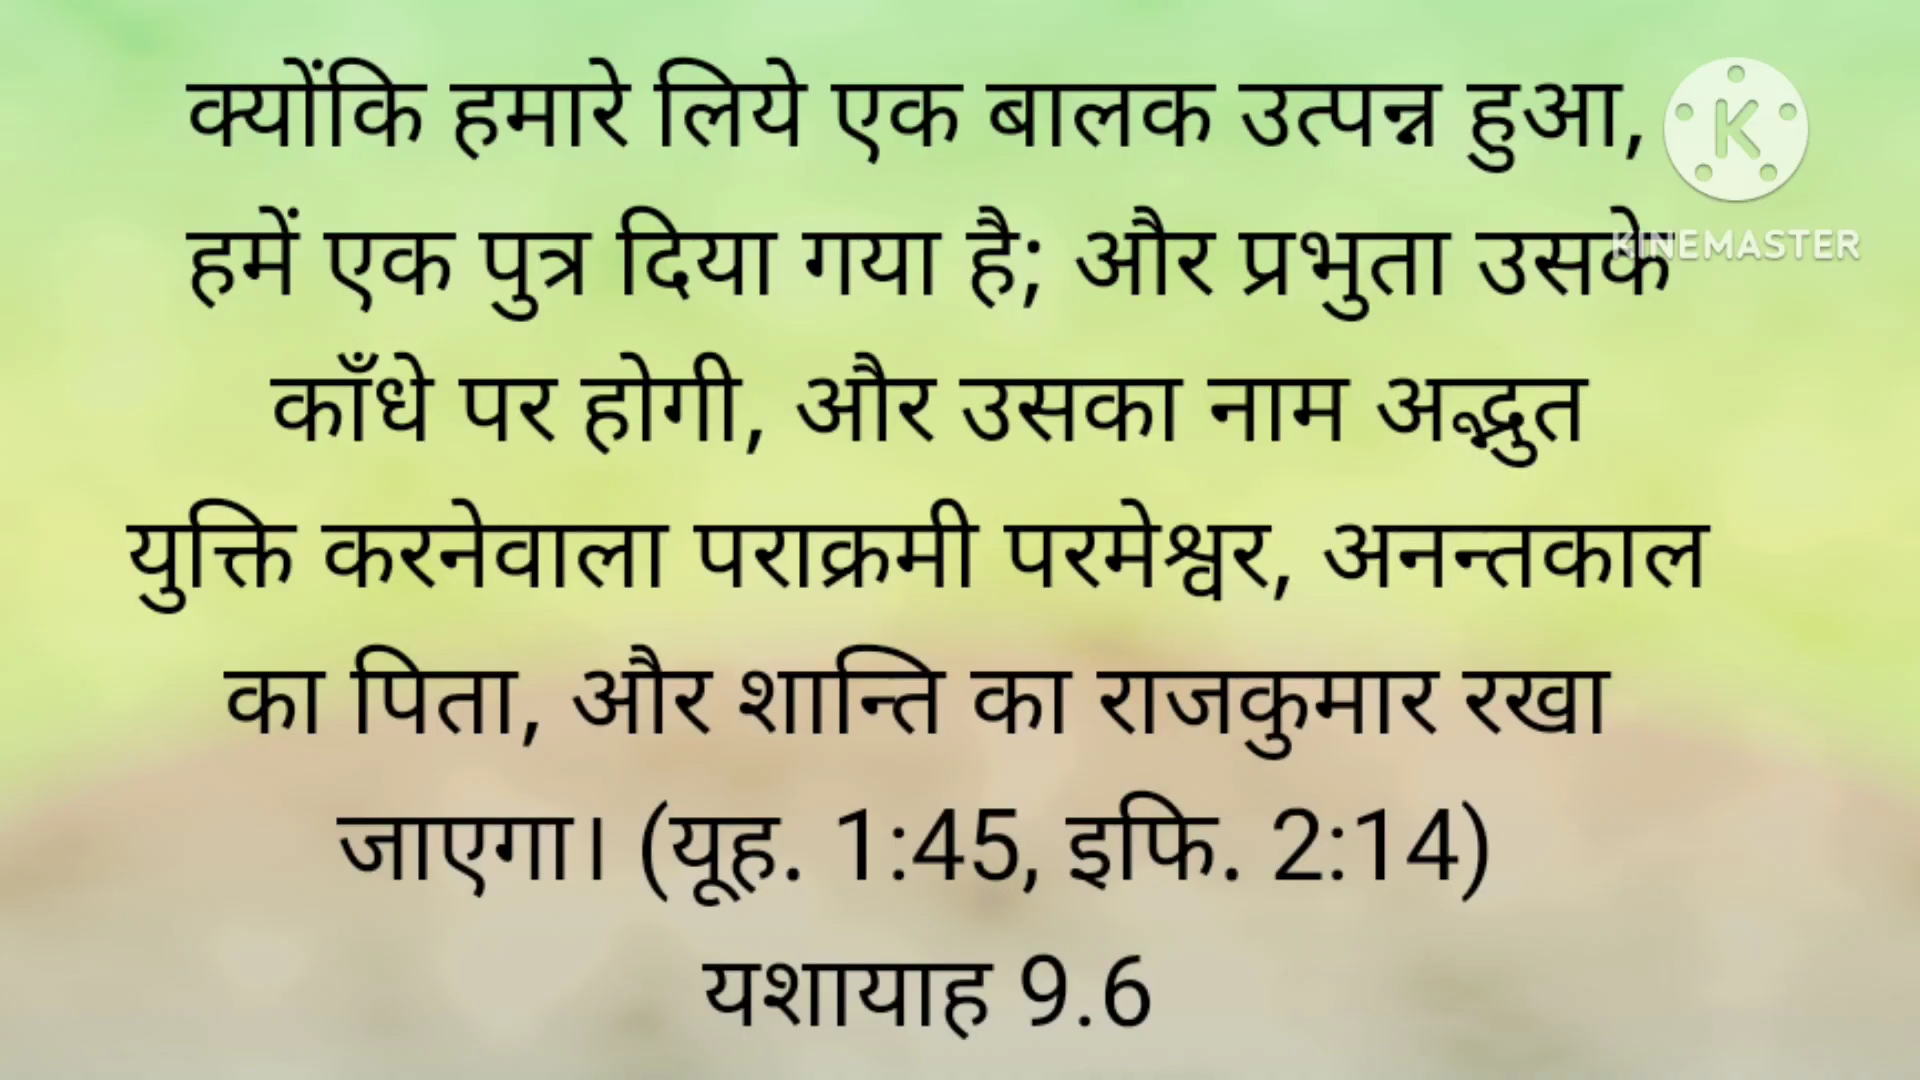 क्योंकि हमारे लिये एक बालक उत्पन्न हुआ,
हमें एक पुत्र दिया गया है; और प्रभुता उसके
काँधे पर होगी, और उसका नाम अद्भुत
युक्ति करनेवाला पराक्रमी परमेश्वर, अनन्तकाल
का पिता, और शान्ति का राजकुमार रखा
जाएगा। (यूह. 1:45, इफि. 2:14)
यशायाह 9.6
K
KINEMASTER